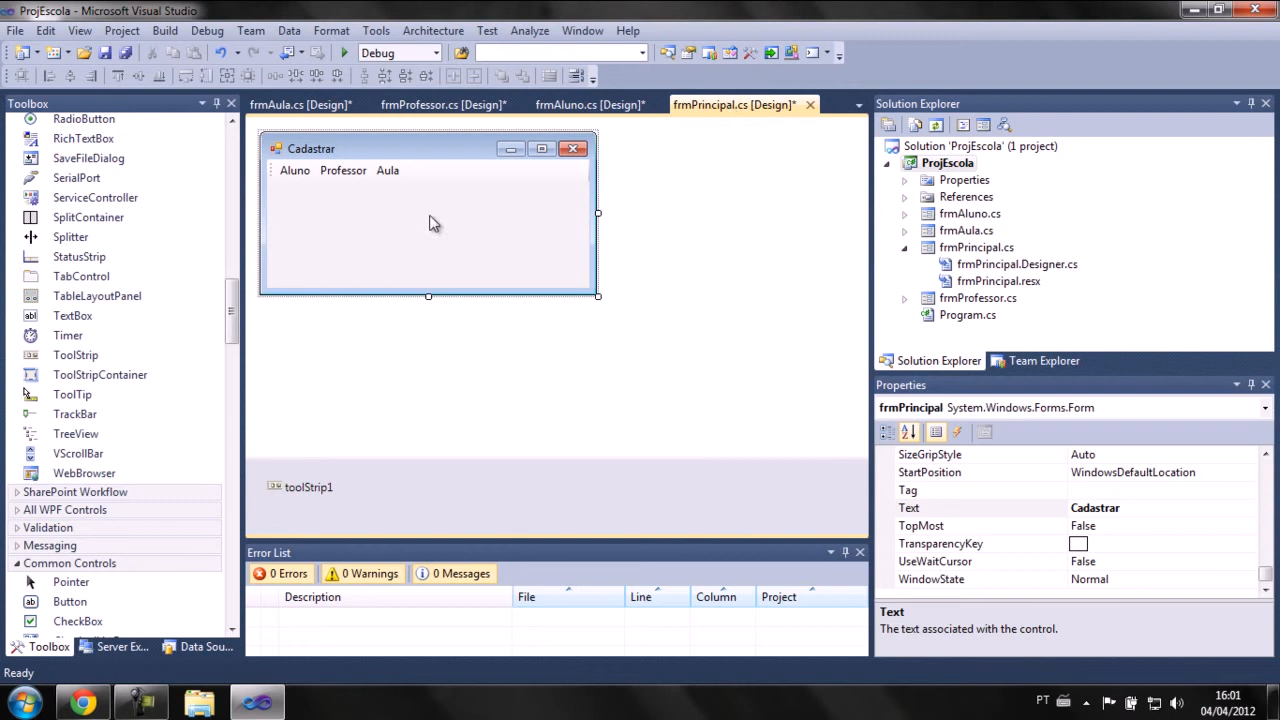 ProjEscola - Microsoft Visual Studio
File Edit View Project Build Debug Team Data Format Tools Architecture Test Analyze Window Help
Debug
Toolbox
RadioButton
RichTextBox
SaveFileDialog
SerialPort
ServiceController
SplitContainer
Splitter
StatusStrip
TabControl
TableLayoutPanel
TextBox
Timer
ToolStrip
ToolStripContainer
ToolTip
TrackBar
TreeView
VScrollBar
WebBrowser
SharePoint Workflow
All WPF Controls
Validation
Messaging
Common Controls
Pointer
Button
CheckBox
Toolbox Server Ex... Data Sou...
frmAula.cs [Design]* frmProfessor.cs [Design]* frmAluno.cs [Design]* frmPrincipal.cs [Design]*
Cadastrar
Aluno Professor Aula
toolStrip1
Error List
0 Errors 0 Warnings 0 Messages
Description File Line Column Project
Solution Explorer
Solution 'ProjEscola' (1 project)
ProjEscola
Properties
References
frmAluno.cs
frmAula.cs
frmPrincipal.cs
frmPrincipal.Designer.cs
frmPrincipal.resx
frmProfessor.cs
Program.cs
Solution Explorer Team Explorer
Properties
frmPrincipal System.Windows.Forms.Form
SizeGripStyle Auto
StartPosition WindowsDefaultLocation
Tag
Text Cadastrar
TopMost False
TransparencyKey
UseWaitCursor False
WindowState Normal
Text
The text associated with the control.
Ready
PT
16:01
04/04/2012